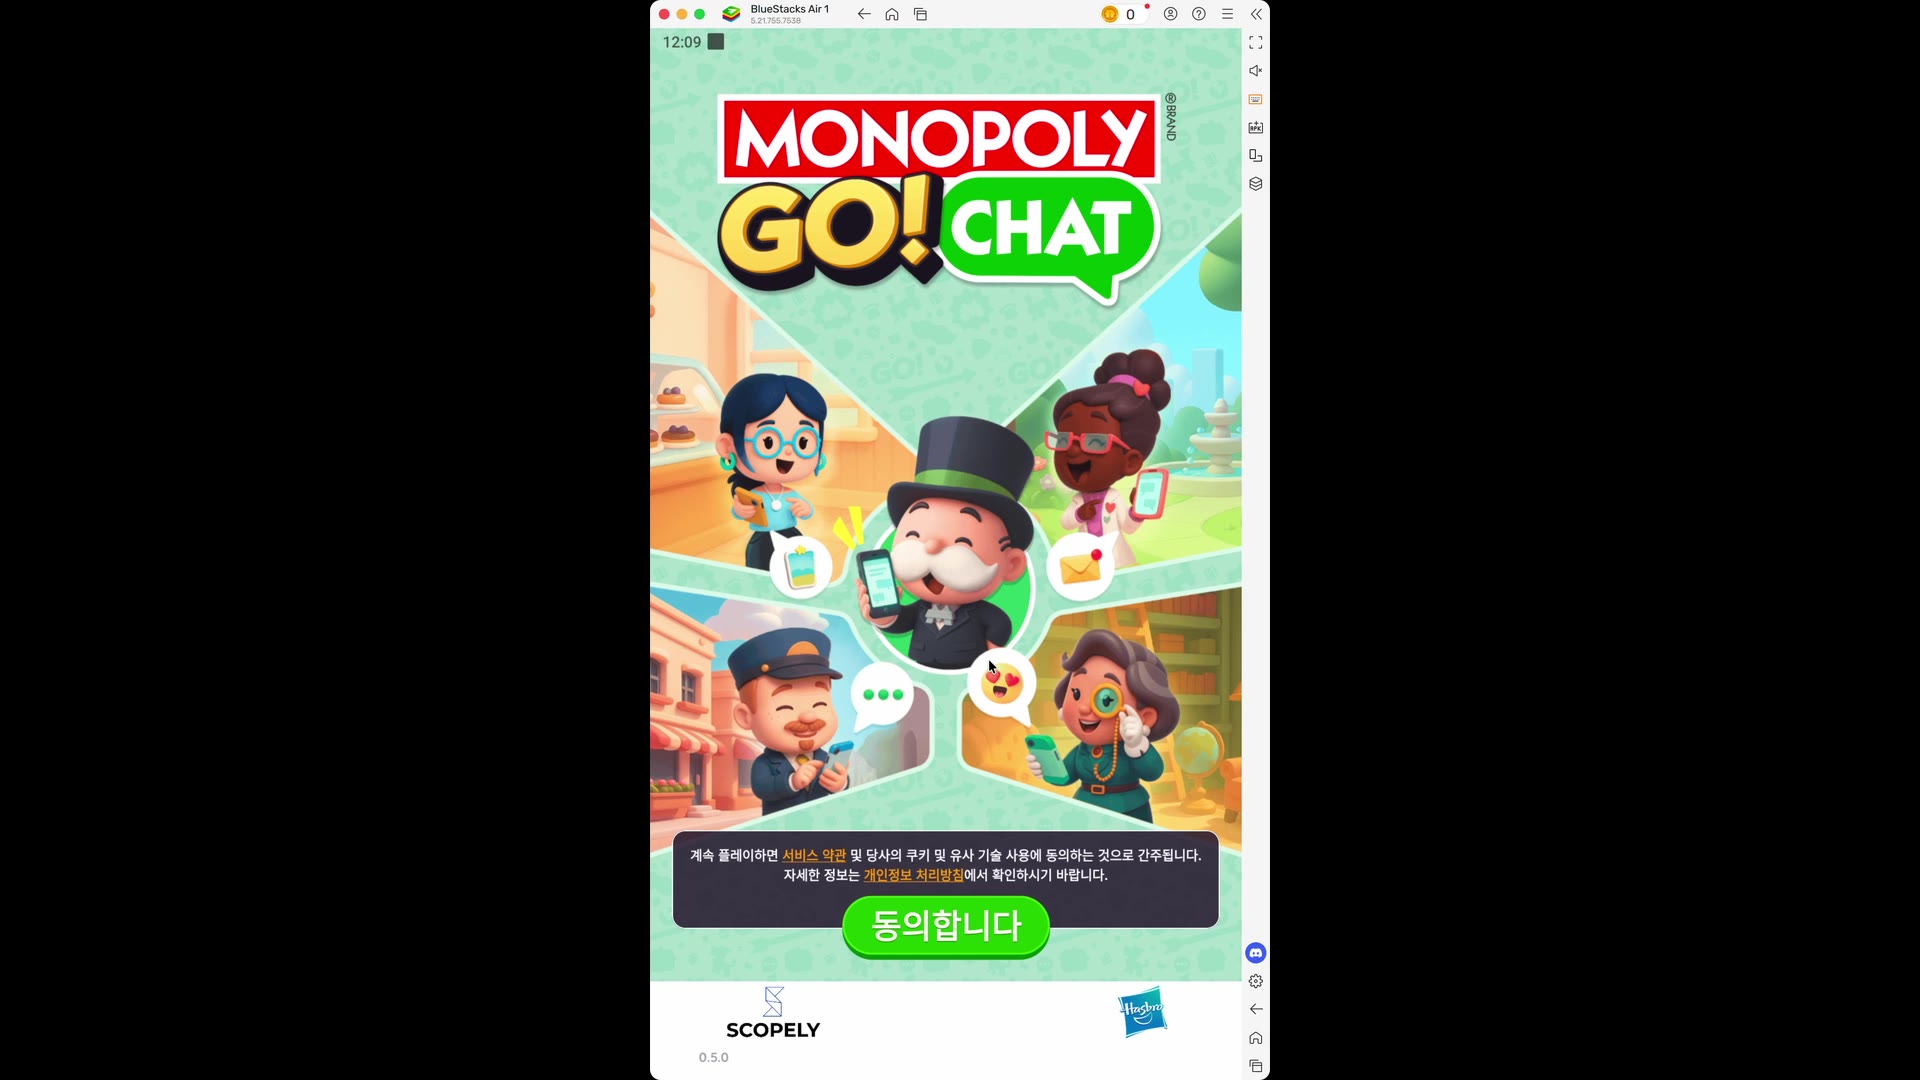 BlueStacks Air 1
5.21.755.7538
0
12:09
MONOPOLY
®BRAND
GO! CHAT
계속 플레이하면 서비스 약관 및 당사의 쿠키 및 유사 기술 사용에 동의하는 것으로 간주됩니다.
자세한 정보는 개인정보 처리방침에서 확인하시기 바랍니다.
동의합니다
SCOPELY
Hasbro
0.5.0